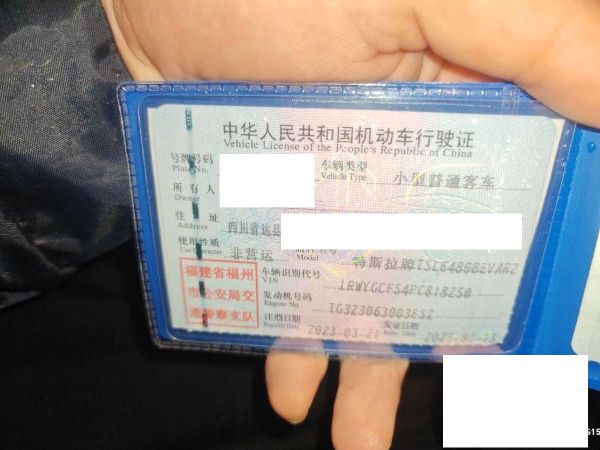 中华人民共和国机动车行驶证
Vehicle License of the People's Republic of China
号牌号码
Plate No.
车辆类型
Vehicle Type
小型普通客车
所有人
Owner
住址
Address
四川省达县
使用性质
Use Character
非营运
Model
特斯拉牌TSL6480BEVAR2
福建省福州
市公安局交
通警察支队
车辆识别代号
VIN
LRWYGCFS4PC818250
发动机号码
Engine No.
TG323063003ESZ
注册日期
Register Date
2023-03-21
发证日期
Issue Date